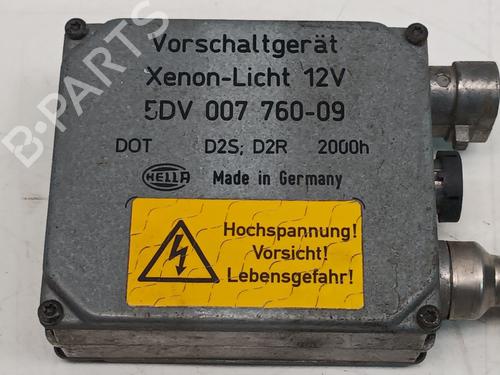 Vorschaltgerät
Xenon-Licht 12V
5DV 007 760-09
DOT D2S; D2R 2000h
HELLA Made in Germany
Hochspannung!
Vorsicht!
Lebensgefahr!
B-PARTS